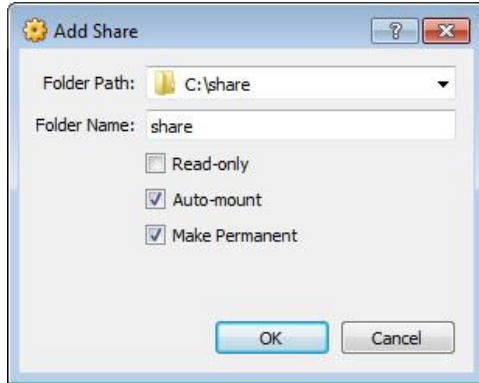 Add Share
Folder Path: C:\share
Folder Name: share
Read-only
Auto-mount
Make Permanent
OK Cancel